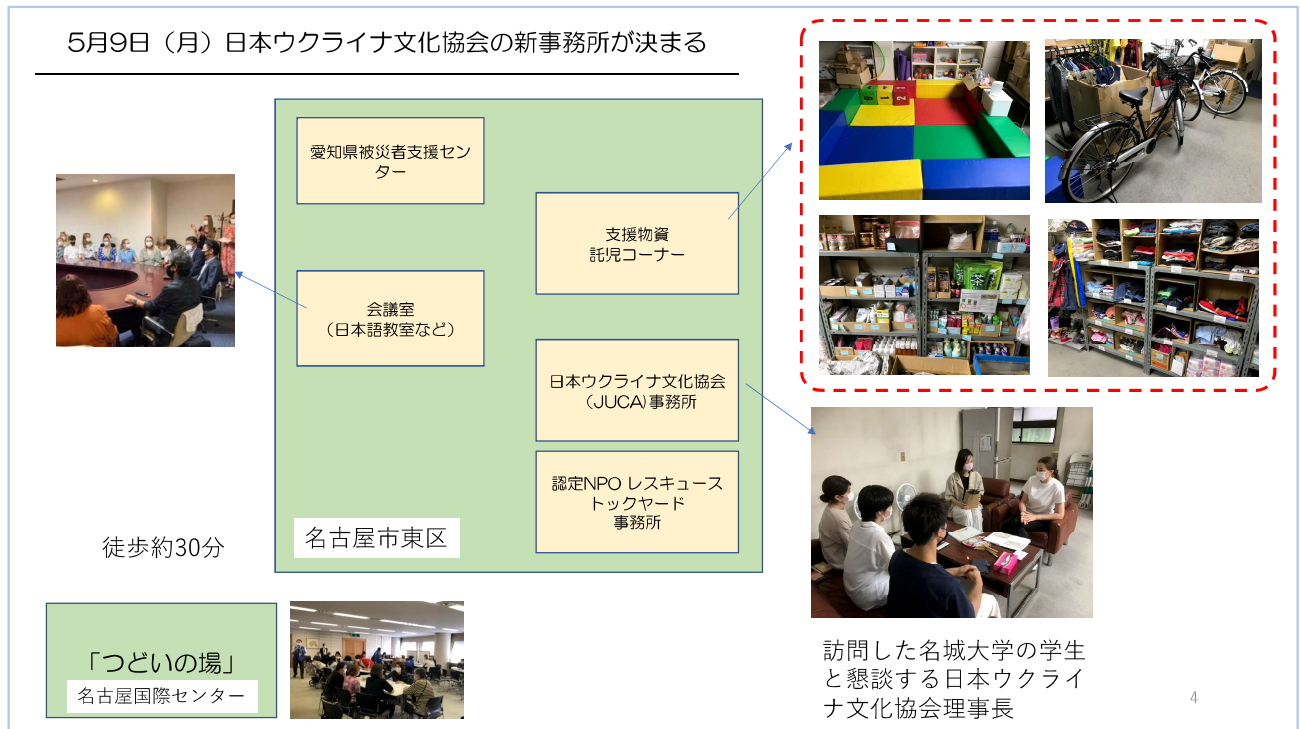 5月9日（月）日本ウクライナ文化協会の新事務所が決まる
愛知県被災者支援セン
ター
支援物資
託児コーナー
会議室
（日本語教室など）
日本ウクライナ文化協会
（JUCA)事務所
認定NPO レスキュース
トックヤード
事務所
名古屋市東区
徒歩約30分
「つどいの場」
名古屋国際センター
訪問した名城大学の学生
と懇談する日本ウクライ
ナ文化協会理事長
4